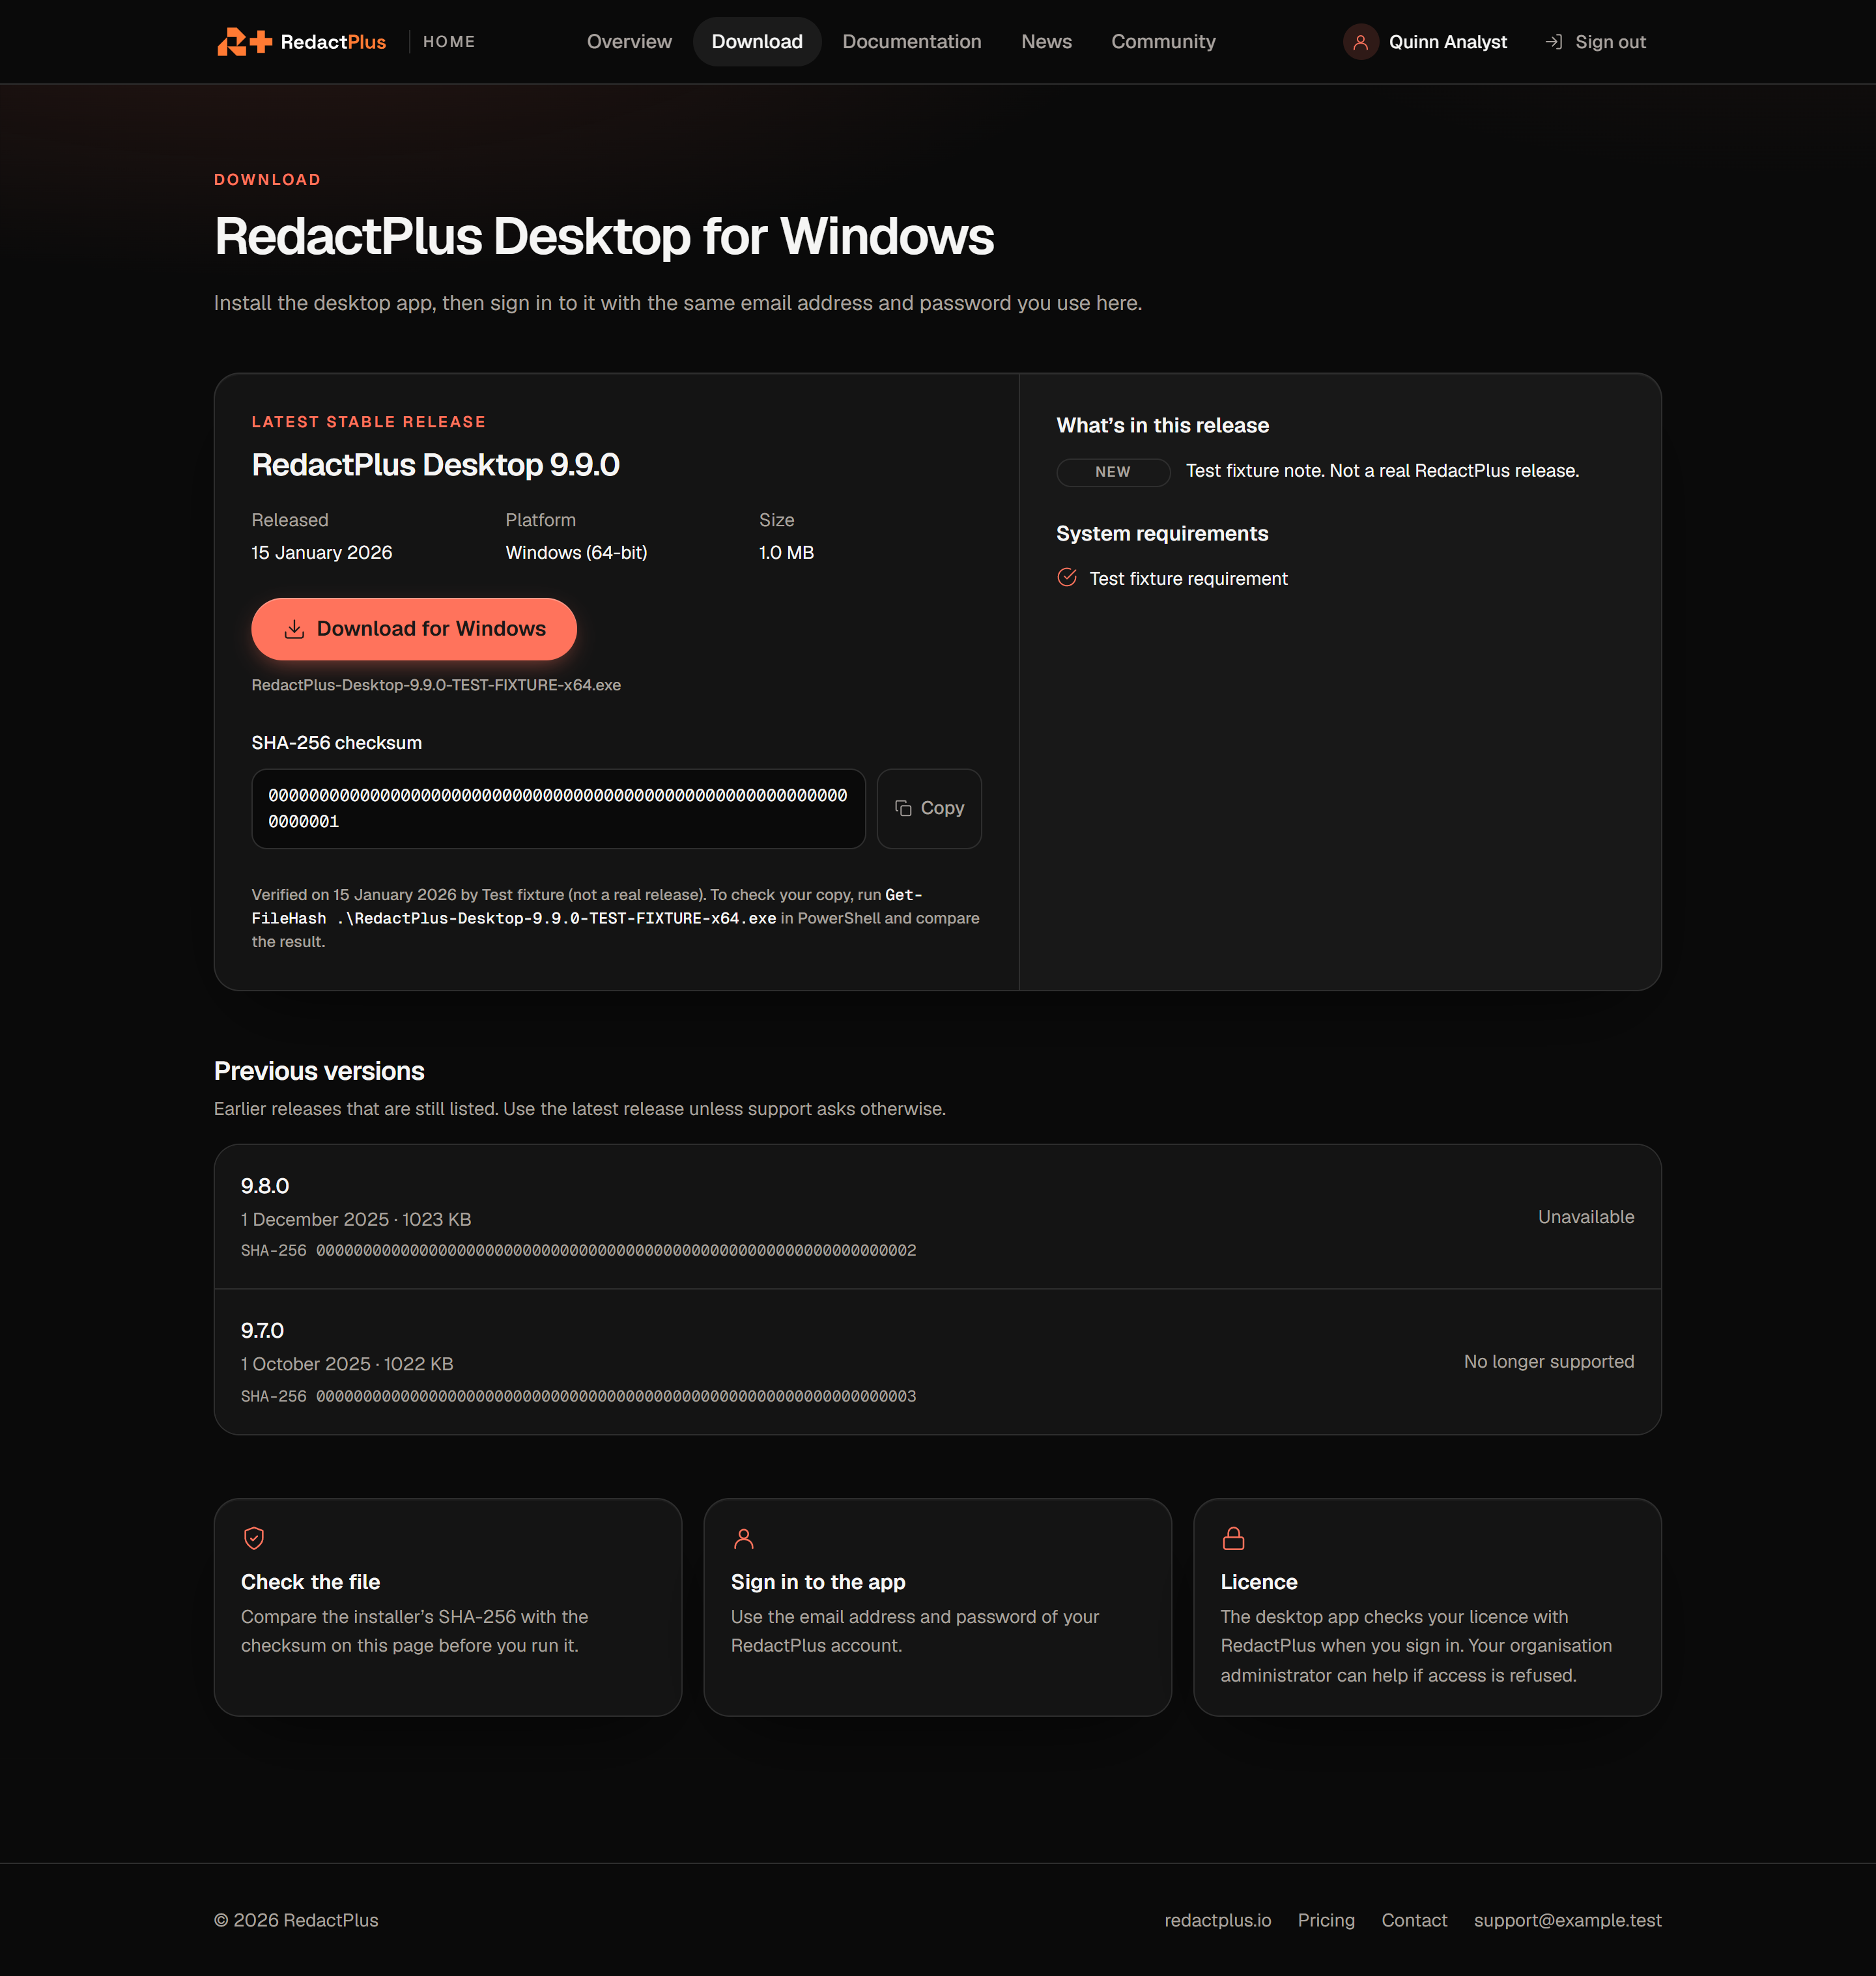 RedactPlus HOME Overview Download Documentation News Community Quinn Analyst Sign out
DOWNLOAD
RedactPlus Desktop for Windows
Install the desktop app, then sign in to it with the same email address and password you use here.
LATEST STABLE RELEASE
RedactPlus Desktop 9.9.0
Released Platform Size
15 January 2026 Windows (64-bit) 1.0 MB
Download for Windows
RedactPlus-Desktop-9.9.0-TEST-FIXTURE-x64.exe
SHA-256 checksum
000000000000000000000000000000000000000000000000000000000
0000001
Copy
Verified on 15 January 2026 by Test fixture (not a real release). To check your copy, run Get-
FileHash .\RedactPlus-Desktop-9.9.0-TEST-FIXTURE-x64.exe in PowerShell and compare
the result.
What’s in this release
NEW Test fixture note. Not a real RedactPlus release.
System requirements
Test fixture requirement
Previous versions
Earlier releases that are still listed. Use the latest release unless support asks otherwise.
9.8.0
1 December 2025 · 1023 KB
SHA-256 0000000000000000000000000000000000000000000000000000000000000002
Unavailable
9.7.0
1 October 2025 · 1022 KB
SHA-256 0000000000000000000000000000000000000000000000000000000000000003
No longer supported
Check the file
Compare the installer’s SHA-256 with the
checksum on this page before you run it.
Sign in to the app
Use the email address and password of your
RedactPlus account.
Licence
The desktop app checks your licence with
RedactPlus when you sign in. Your organisation
administrator can help if access is refused.
© 2026 RedactPlus redactplus.io Pricing Contact support@example.test